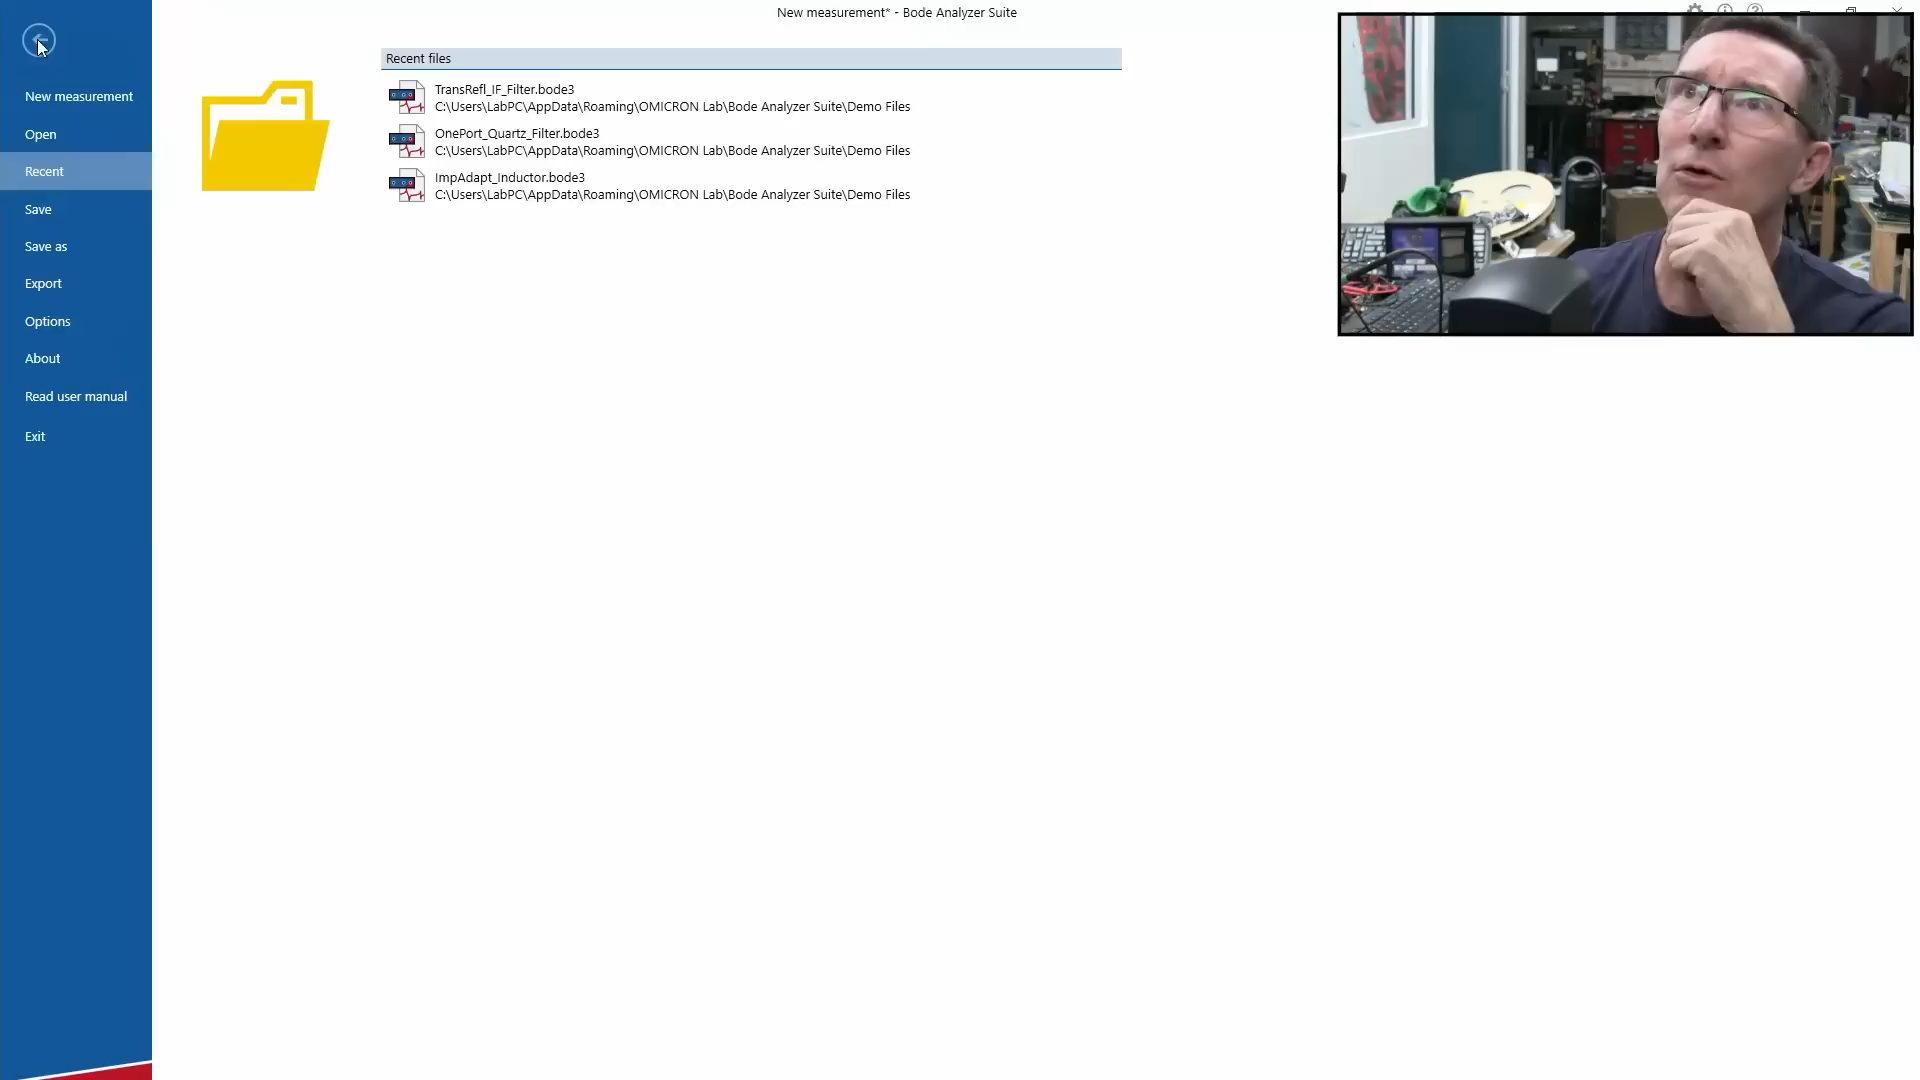 New measurement* - Bode Analyzer Suite
New measurement
Open
Recent
Save
Save as
Export
Options
About
Read user manual
Exit
Recent files
TransRefl_IF_Filter.bode3
C:\Users\LabPC\AppData\Roaming\OMICRON Lab\Bode Analyzer Suite\Demo Files
OnePort_Quartz_Filter.bode3
C:\Users\LabPC\AppData\Roaming\OMICRON Lab\Bode Analyzer Suite\Demo Files
ImpAdapt_Inductor.bode3
C:\Users\LabPC\AppData\Roaming\OMICRON Lab\Bode Analyzer Suite\Demo Files